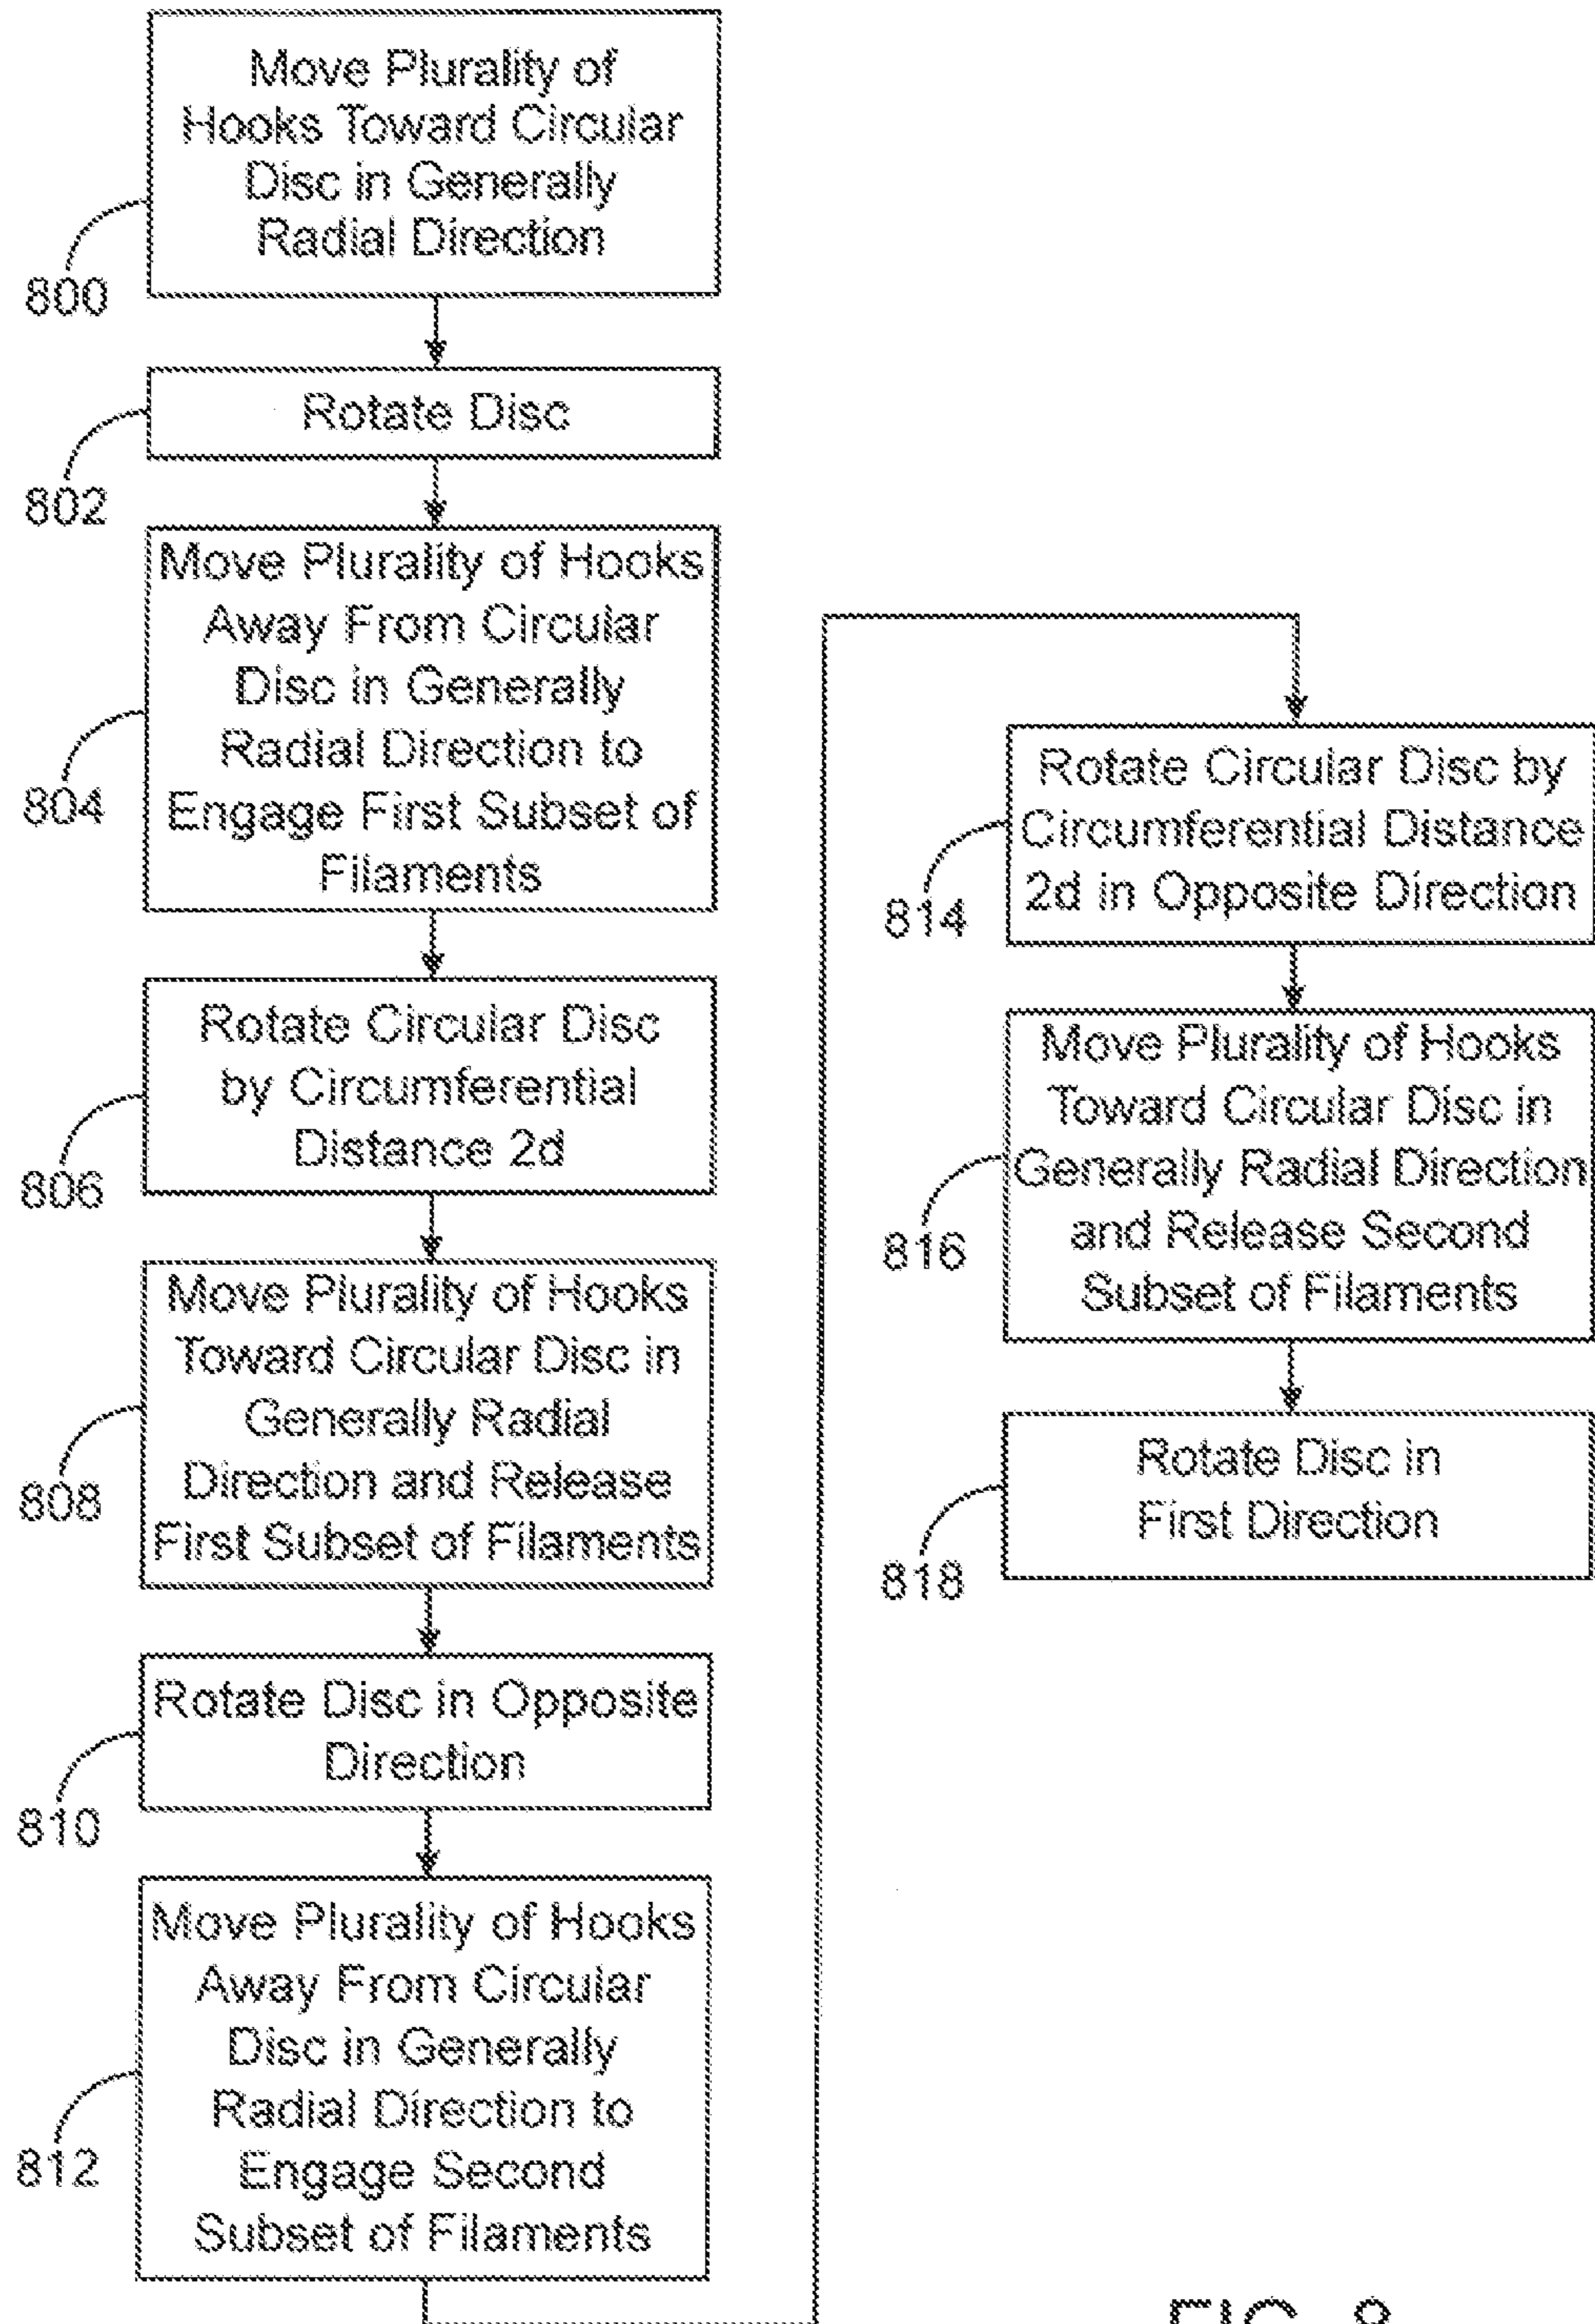 Move Plurality of
Hooks Toward Circular
Disc in Generally
Radial Direction
800
Rotate Disc
802
Move Plurality of Hooks
Away From Circular
Disc in Generally
Radial Direction to
Engage First Subset of
Filaments
804
Rotate Circular Disc
by Circumferential
Distance 2d
806
Move Plurality of Hooks
Toward Circular Disc in
Generally Radial
Direction and Release
First Subset of Filaments
808
Rotate Disc in Opposite
Direction
810
Move Plurality of Hooks
Away From Circular
Disc in Generally
Radial Direction to
Engage Second
Subset of Filaments
812
Rotate Circular Disc by
Circumferential Distance
2d in Opposite Direction
814
Move Plurality of Hooks
Toward Circular Disc in
Generally Radial Direction
and Release Second
Subset of Filaments
816
Rotate Disc in
First Direction
818
FIG. 8